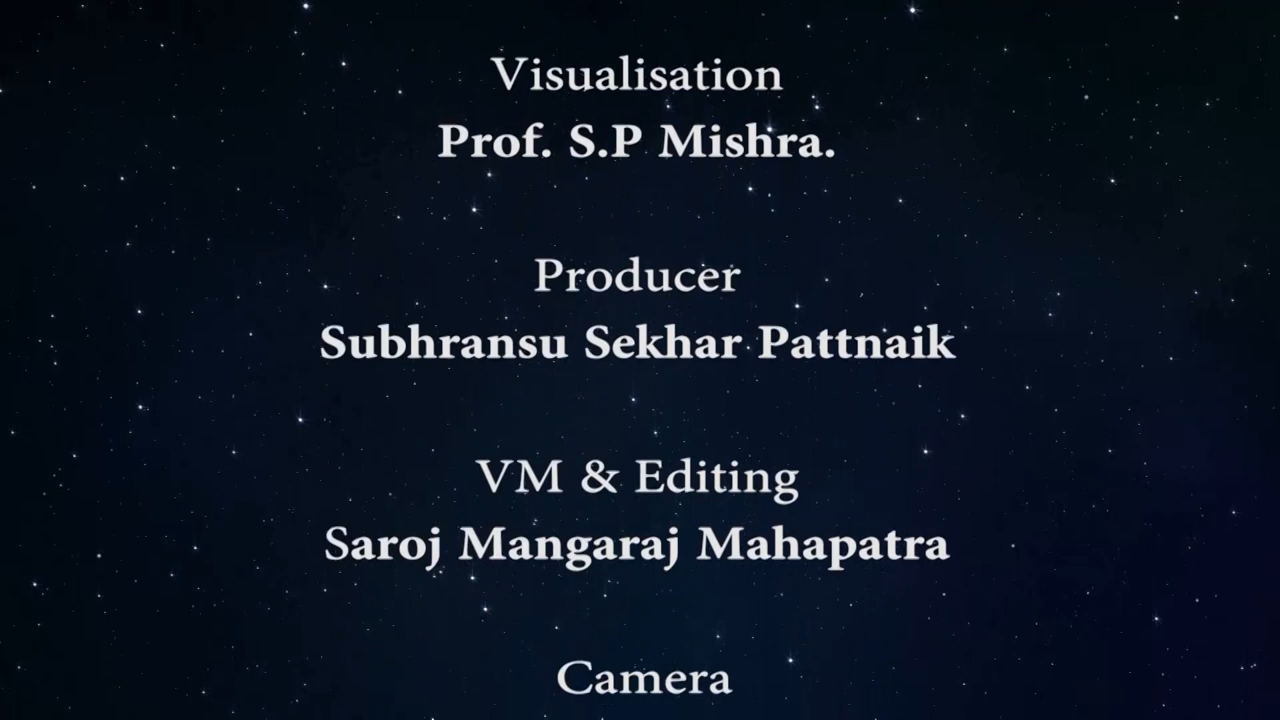 Visualisation
Prof. S.P Mishra.
Producer
Subhransu Sekhar Pattnaik
VM & Editing
Saroj Mangaraj Mahapatra
Camera